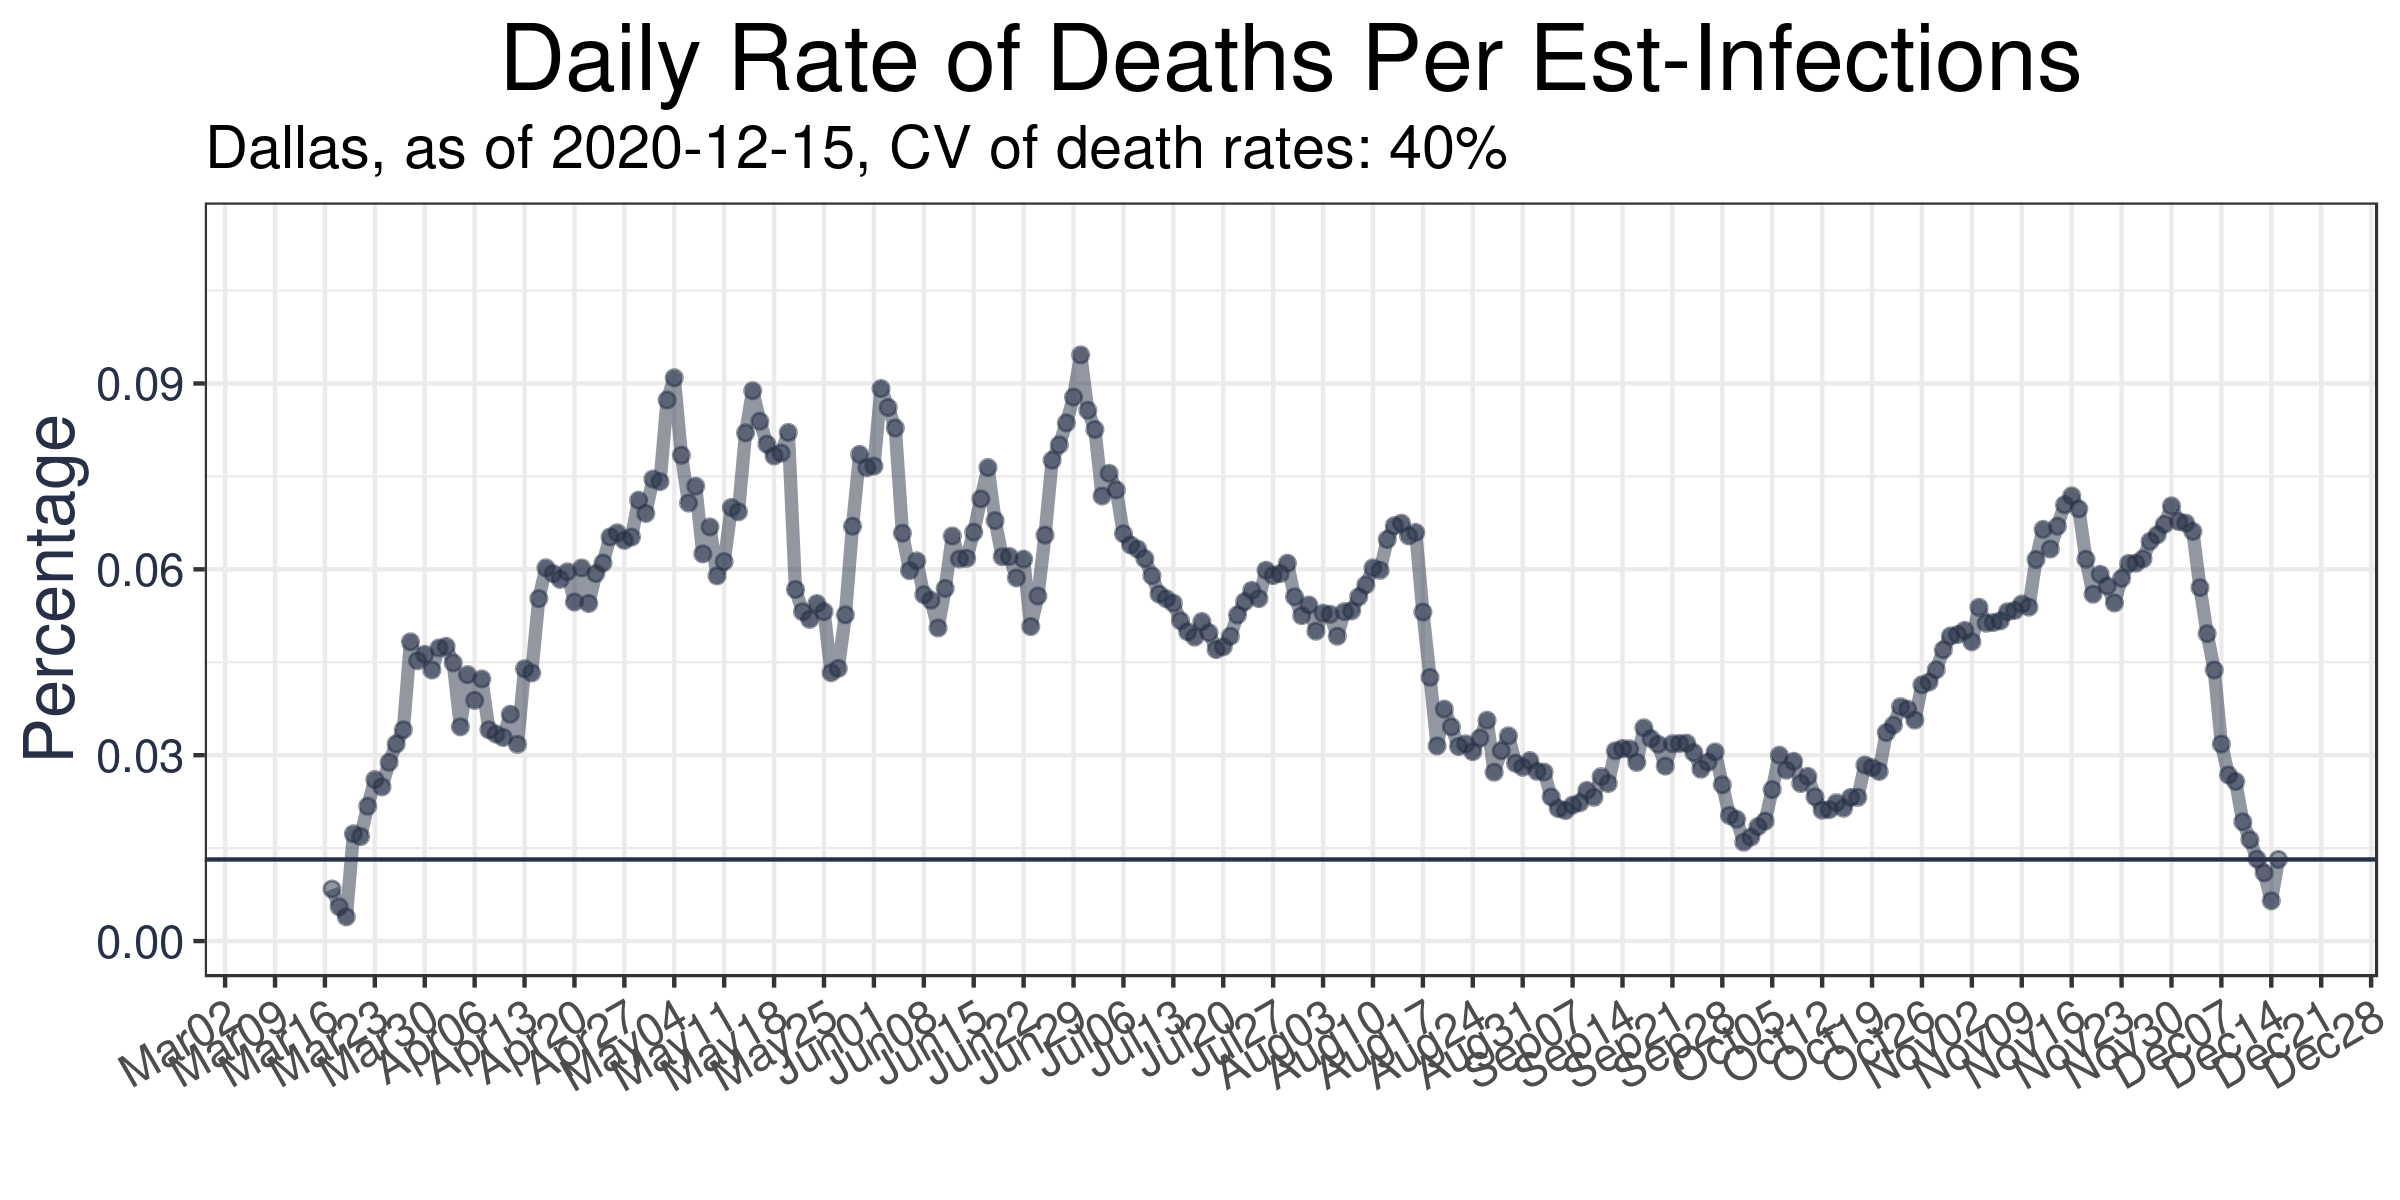 Daily Rate of Deaths Per Est-Infections
Dallas, as of 2020-12-15, CV of death rates: 40%
Percentage
0.09
0.06
0.03
0.00
Mar02
Mar09
Mar16
Mar23
Mar30
Apr06
Apr13
Apr20
Apr27
May04
May11
May18
May25
Jun01
Jun08
Jun15
Jun22
Jun29
Jul06
Jul13
Jul20
Jul27
Aug03
Aug10
Aug17
Aug24
Aug31
Sep07
Sep14
Sep21
Sep28
Oct05
Oct12
Oct19
Oct26
Nov02
Nov09
Nov16
Nov23
Nov30
Dec07
Dec14
Dec21
Dec28